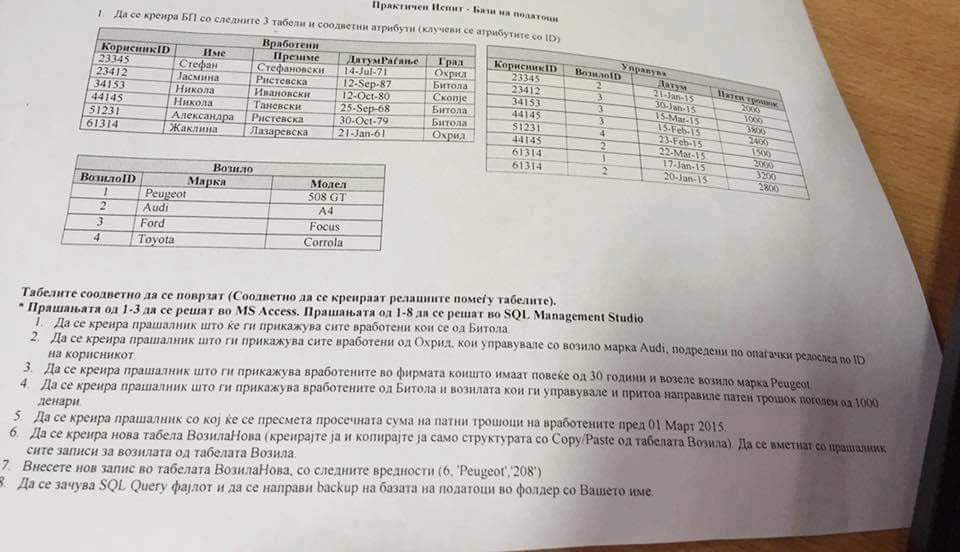 Практичен Испит - Бази на податоци
1. Да се креира БП со следните 3 табели и соодветни атрибути (клучеви се атрибутите со ID)
Вработени
КорисникID Име Презиме ДатумРаѓање Град
23345 Стефан Стефановски 14-Jul-71 Охрид
23412 Јасмина Ристевска 12-Sep-87 Битола
34153 Никола Ивановски 12-Oct-80 Скопје
44145 Никола Таневски 25-Sep-68 Битола
51231 Александра Ристевска 30-Oct-79 Битола
61314 Жаклина Лазаревска 21-Jan-61 Охрид
Управува
КорисникID ВозилоID Датум Патен трошок
23345 2 21-Jan-15 2000
23412 3 30-Jan-15 1000
34153 3 15-Mar-15 3800
44145 3 15-Feb-15 2400
51231 4 23-Feb-15 1500
44145 2 22-Mar-15 2000
61314 1 17-Jan-15 3200
61314 2 20-Jan-15 2800
Возило
ВозилоID Марка Модел
1 Peugeot 508 GT
2 Audi A4
3 Ford Focus
4 Toyota Corrola
Табелите соодветно да се поврзат (Соодветно да се креираат релациите помеѓу табелите).
* Прашањата од 1-3 да се решат во MS Access. Прашањата од 1-8 да се решат во SQL Management Studio
1. Да се креира прашалник што ќе ги прикажува сите вработени кои се од Битола.
2. Да се креира прашалник што ги прикажува сите вработени од Охрид, кои управувале со возило марка Audi, подредени по опаѓачки редослед по ID
на корисникот.
3. Да се креира прашалник што ги прикажува вработените во фирмата коишто имаат повеќе од 30 години и возеле возило марка Peugeot.
4. Да се креира прашалник што ги прикажува вработените од Битола и возилата кои ги управувале и притоа направиле патен трошок поголем од 1000
денари.
5. Да се креира прашалник со кој ќе се пресмета просечната сума на патни трошоци на вработените пред 01 Март 2015.
6. Да се креира нова табела ВозилаНова (креирајте ја и копирајте ја само структурата со Copy/Paste од табелата Возила). Да се вметнат со прашалник
сите записи за возилата од табелата Возила.
7. Внесете нов запис во табелата ВозилаНова, со следните вредности (6, 'Peugeot','208')
8. Да се зачува SQL Query фајлот и да се направи backup на базата на податоци во фолдер со Вашето име.